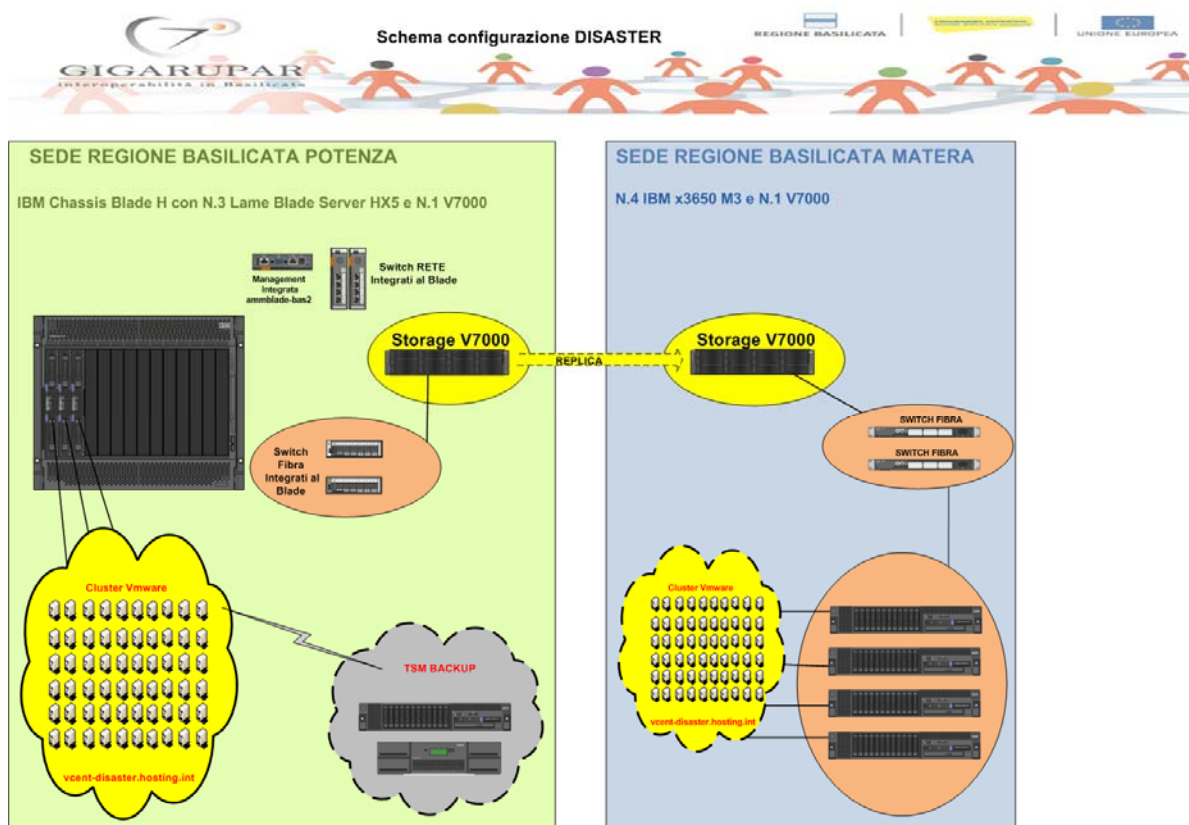 Schema configurazione DISASTER
REGIONE BASILICATA
UNIONE EUROPEA
GIGARUPAR
interoperabilità in Basilicata
SEDE REGIONE BASILICATA POTENZA
IBM Chassis Blade H con N.3 Lame Blade Server HX5 e N.1 V7000
Management
Integrata
ammblade-bas2
Switch RETE
Integrati al Blade
Storage V7000
REPLICA
Switch
Fibra
Integrati al
Blade
Cluster Vmware
vcent-disaster.hosting.int
TSM BACKUP
SEDE REGIONE BASILICATA MATERA
N.4 IBM x3650 M3 e N.1 V7000
Storage V7000
SWITCH FIBRA
SWITCH FIBRA
Cluster Vmware
vcent-disaster.hosting.int